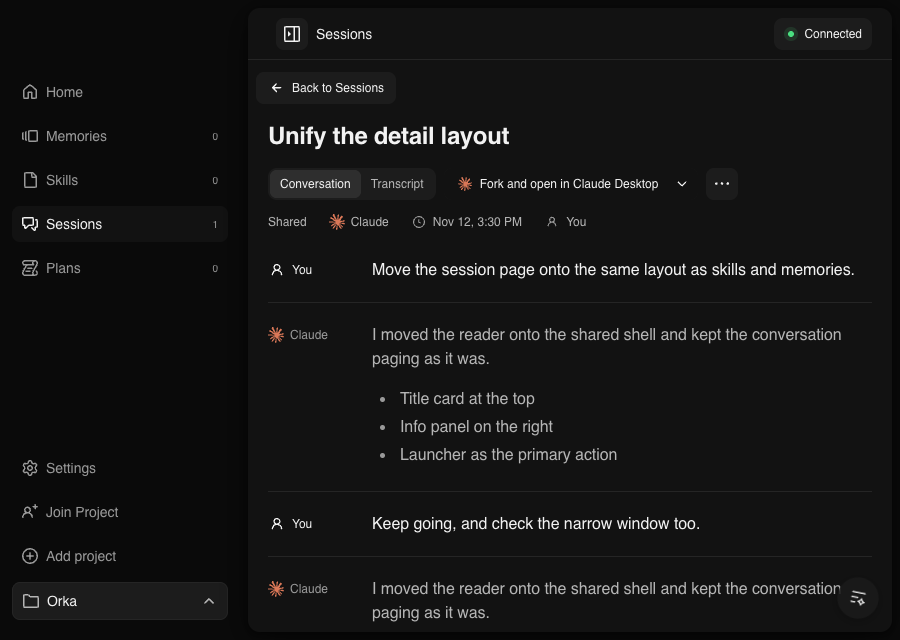 Sessions
Connected
Home
Memories 0
Skills 0
Sessions 1
Plans 0
Settings
Join Project
Add project
Orka
Back to Sessions
Unify the detail layout
Conversation Transcript Fork and open in Claude Desktop
Shared Claude Nov 12, 3:30 PM You
You Move the session page onto the same layout as skills and memories.
Claude I moved the reader onto the shared shell and kept the conversation
paging as it was.
Title card at the top
Info panel on the right
Launcher as the primary action
You Keep going, and check the narrow window too.
Claude I moved the reader onto the shared shell and kept the conversation
paging as it was.